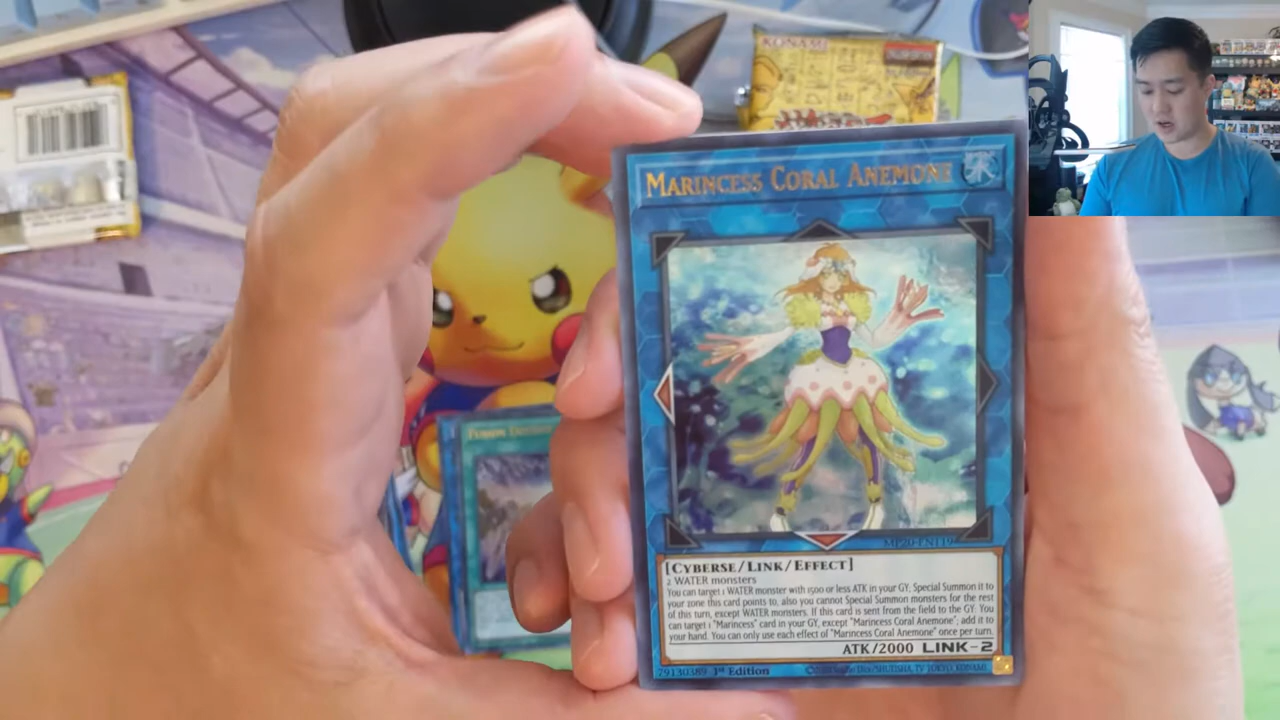 KONAMI
MARINCESS CORAL ANEMONE
FUSION DESTINY
MP20-EN119
[CYBERSE/LINK/EFFECT]
2 WATER monsters
You can target 1 WATER monster with 1500 or less ATK in your GY, Special Summon it to
your zone this card points to, also you cannot Special Summon monsters for the rest
of this turn, except WATER monsters. If this card is sent from the field to the GY: You
can target 1 "Marincess" card in your GY, except "Marincess Coral Anemone"; add it to
your hand. You can only use each effect of "Marincess Coral Anemone" once per turn.
ATK/2000 LINK-2
79130389 1st Edition